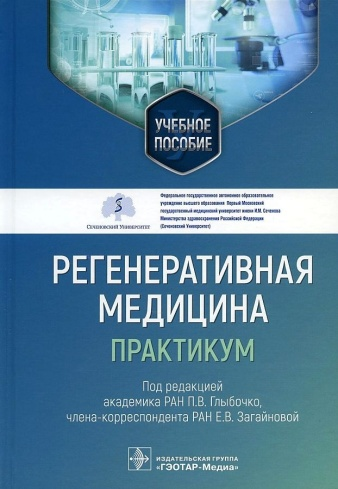 УЧЕБНОЕ
ПОСОБИЕ
Сеченовский Университет
Федеральное государственное автономное образовательное
учреждение высшего образования Первый Московский
государственный медицинский университет имени И.М. Сеченова
Министерства здравоохранения Российской Федерации
(Сеченовский Университет)
РЕГЕНЕРАТИВНАЯ
МЕДИЦИНА
ПРАКТИКУМ
Под редакцией
академика РАН П.В. Глыбочко,
члена-корреспондента РАН Е.В. Загайновой
ИЗДАТЕЛЬСКАЯ ГРУППА
«ГЭОТАР-Медиа»